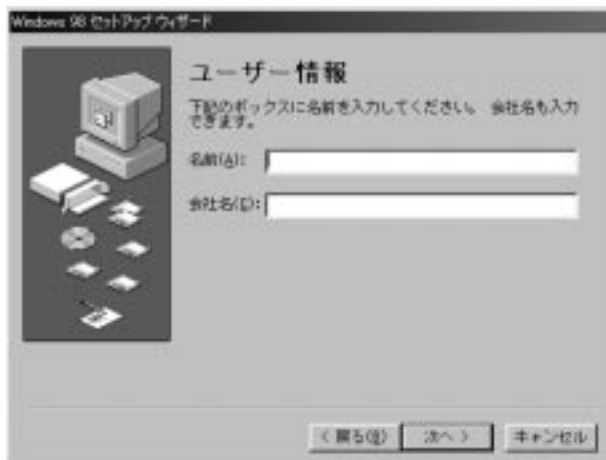 Windows 98 セットアップ ウィザード
ユーザー情報
下記のボックスに名前を入力してください。 会社名も入力
できます。
名前(A):
会社名(C):
< 戻る(B)
次へ >
キャンセル